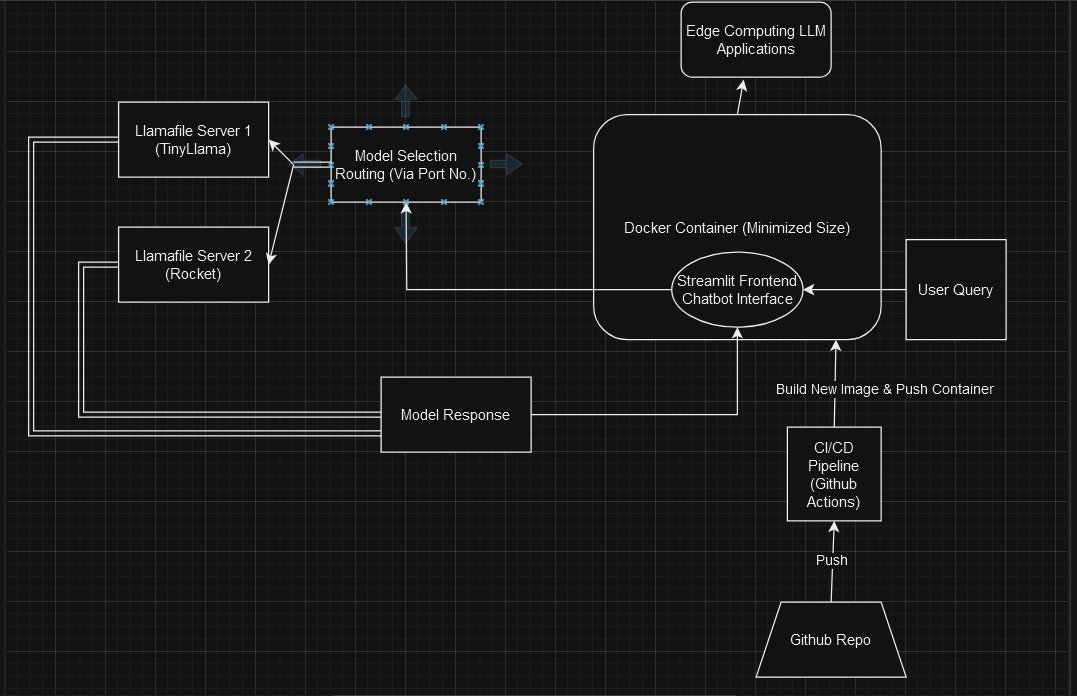 Edge Computing LLM
Applications
Llamafile Server 1
(TinyLlama)
Model Selection
Routing (Via Port No.)
Docker Container (Minimized Size)
Llamafile Server 2
(Rocket)
Streamlit Frontend
Chatbot Interface
User Query
Build New Image & Push Container
Model Response
CI/CD
Pipeline
(Github
Actions)
Push
Github Repo